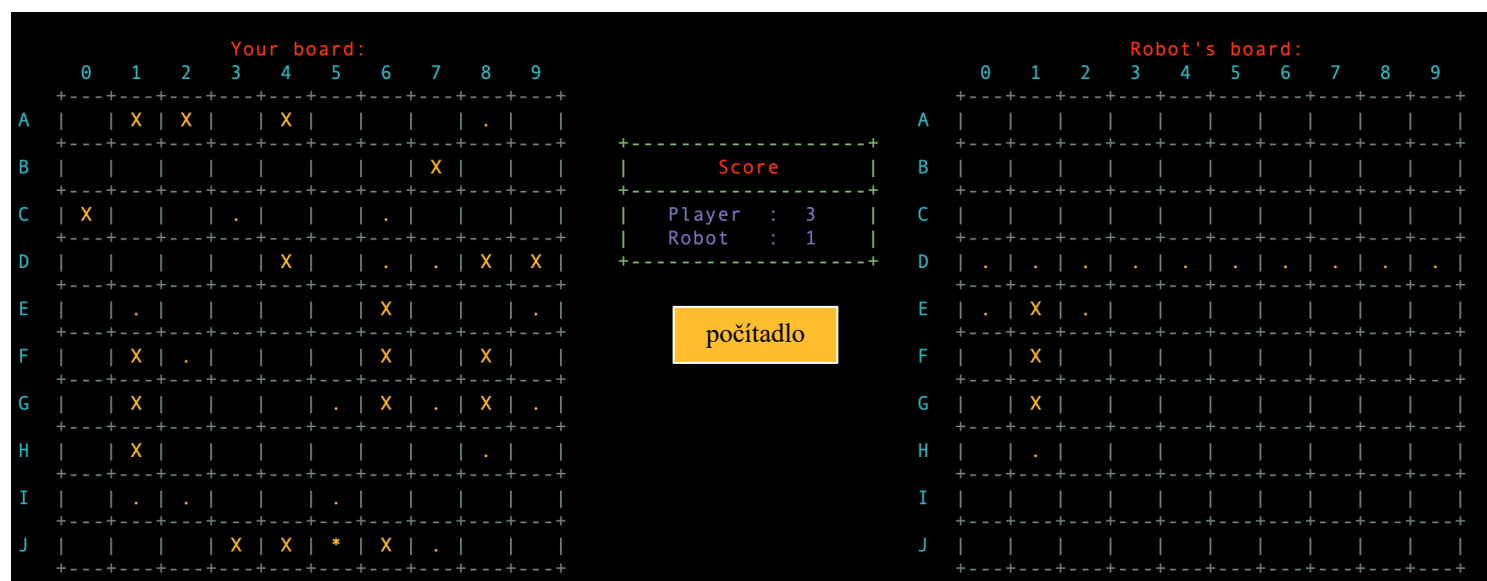 Your board:
0 1 2 3 4 5 6 7 8 9
+---+---+---+---+---+---+---+---+---+---+
A | | X | X | | X | | | | . | |
+---+---+---+---+---+---+---+---+---+---+
B | | | | | | | | X | | |
+---+---+---+---+---+---+---+---+---+---+
C | X | | | . | | | . | | | |
+---+---+---+---+---+---+---+---+---+---+
D | | | | | X | | . | . | X | X |
+---+---+---+---+---+---+---+---+---+---+
E | | . | | | | | X | | | . |
+---+---+---+---+---+---+---+---+---+---+
F | | X | . | | | | X | | X | |
+---+---+---+---+---+---+---+---+---+---+
G | | X | | | | . | X | . | X | . |
+---+---+---+---+---+---+---+---+---+---+
H | | X | | | | | | | . | |
+---+---+---+---+---+---+---+---+---+---+
I | | . | . | | | . | | | | |
+---+---+---+---+---+---+---+---+---+---+
J | | | | X | X | * | X | . | | |
+---+---+---+---+---+---+---+---+---+---+
+-------------------+
| Score |
+-------------------+
| Player : 3 |
| Robot : 1 |
+-------------------+
počítadlo
Robot's board:
0 1 2 3 4 5 6 7 8 9
+---+---+---+---+---+---+---+---+---+---+
A | | | | | | | | | | |
+---+---+---+---+---+---+---+---+---+---+
B | | | | | | | | | | |
+---+---+---+---+---+---+---+---+---+---+
C | | | | | | | | | | |
+---+---+---+---+---+---+---+---+---+---+
D | . | . | . | . | . | . | . | . | . | . |
+---+---+---+---+---+---+---+---+---+---+
E | . | X | . | | | | | | | |
+---+---+---+---+---+---+---+---+---+---+
F | | X | | | | | | | | |
+---+---+---+---+---+---+---+---+---+---+
G | | X | | | | | | | | |
+---+---+---+---+---+---+---+---+---+---+
H | | . | | | | | | | | |
+---+---+---+---+---+---+---+---+---+---+
I | | | | | | | | | | |
+---+---+---+---+---+---+---+---+---+---+
J | | | | | | | | | | |
+---+---+---+---+---+---+---+---+---+---+